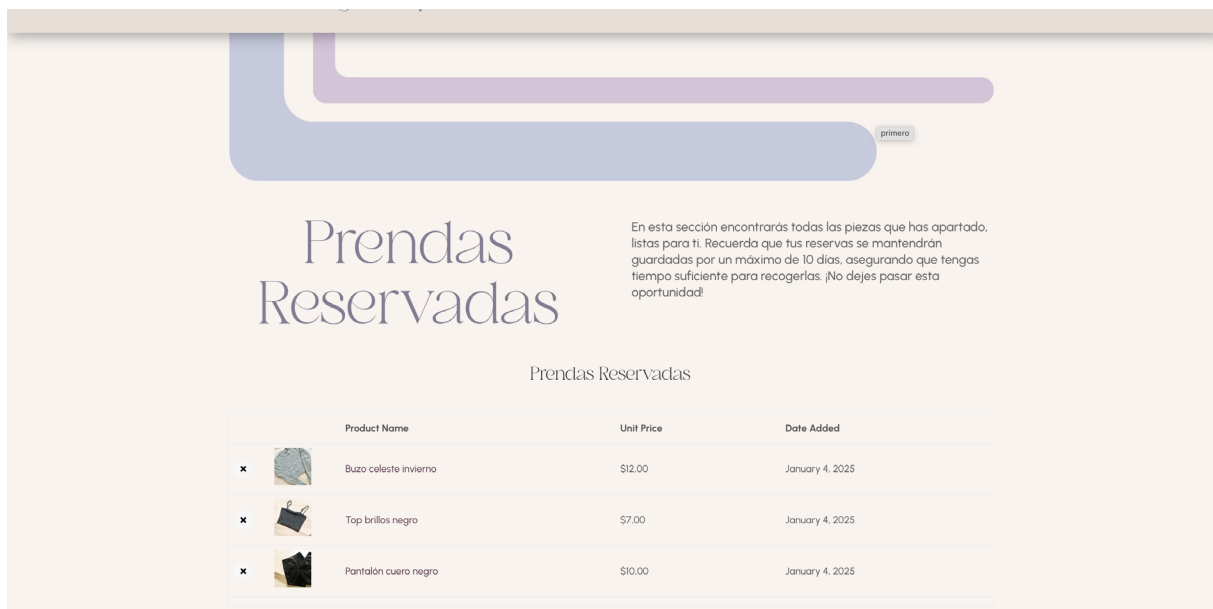 primero
Prendas
Reservadas
En esta sección encontrarás todas las piezas que has apartado,
listas para ti. Recuerda que tus reservas se mantendrán
guardadas por un máximo de 10 días, asegurando que tengas
tiempo suficiente para recogerlas. ¡No dejes pasar esta
oportunidad!
Prendas Reservadas
Product Name Unit Price Date Added
× Buzo celeste invierno $12,00 January 4, 2025
× Top brillos negro $7,00 January 4, 2025
× Pantalón cuero negro $10,00 January 4, 2025